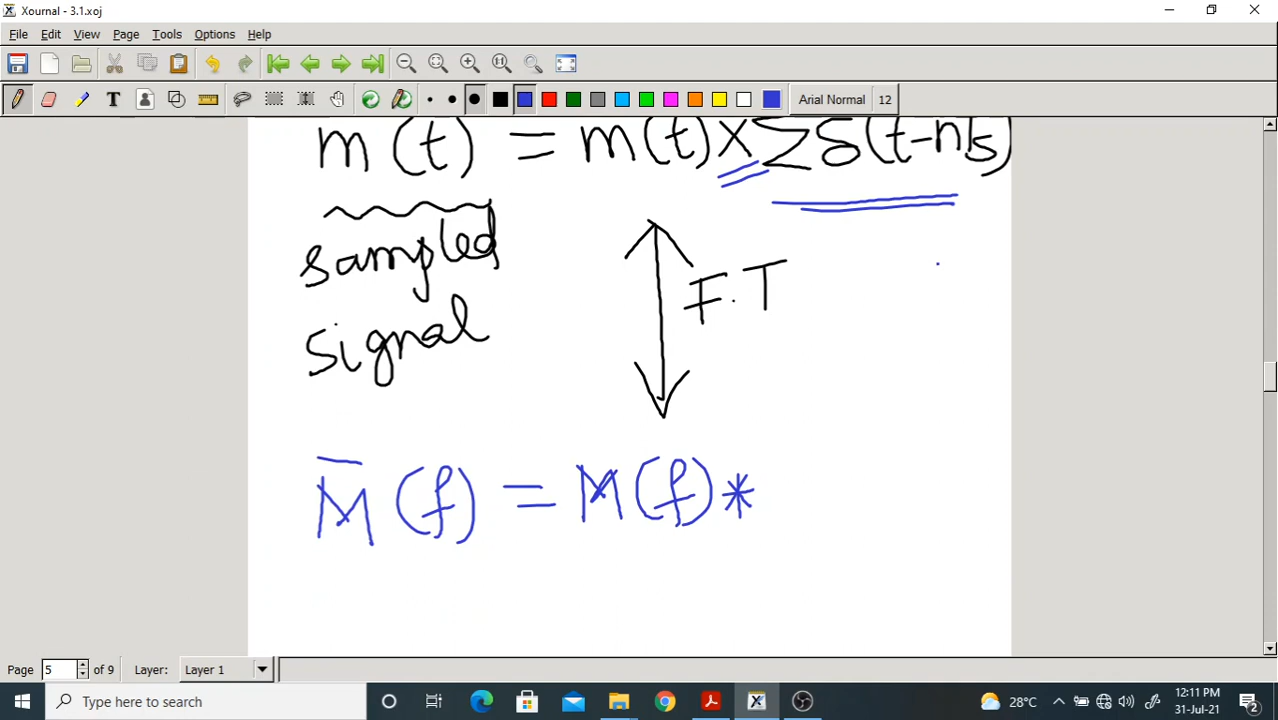 Xournal - 3.1.xoj
File Edit View Page Tools Options Help
Arial Normal 12
m(t) = m(t) × Σδ(t-nTs)
sampled
signal
F.T
M̅(f) = M(f) *
Page 5 of 9 Layer: Layer 1
Type here to search
28°C
12:11 PM
31-Jul-21
2